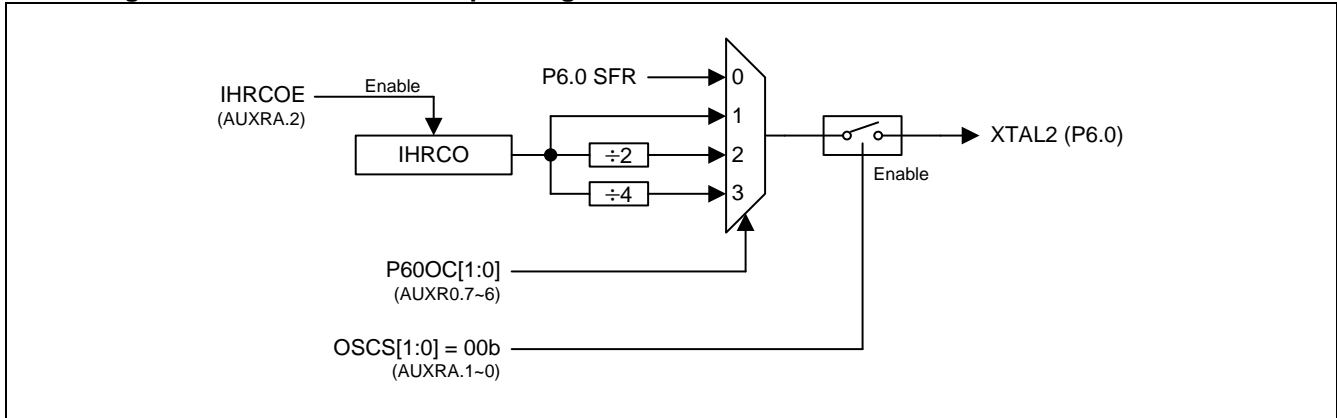 P6.0 SFR
0
IHRCOE
Enable
(AUXRA.2)
1
IHRCO
÷2
2
XTAL2 (P6.0)
Enable
÷4
3
P60OC[1:0]
(AUXR0.7~6)
OSCS[1:0] = 00b
(AUXRA.1~0)